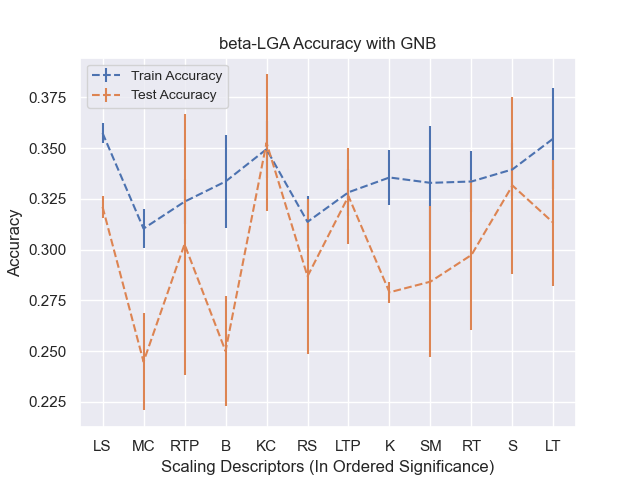 beta-LGA Accuracy with GNB
Train Accuracy
Test Accuracy
0.375
0.350
0.325
0.300
0.275
0.250
0.225
Accuracy
LS MC RTP B KC RS LTP K SM RT S LT
Scaling Descriptors (In Ordered Significance)